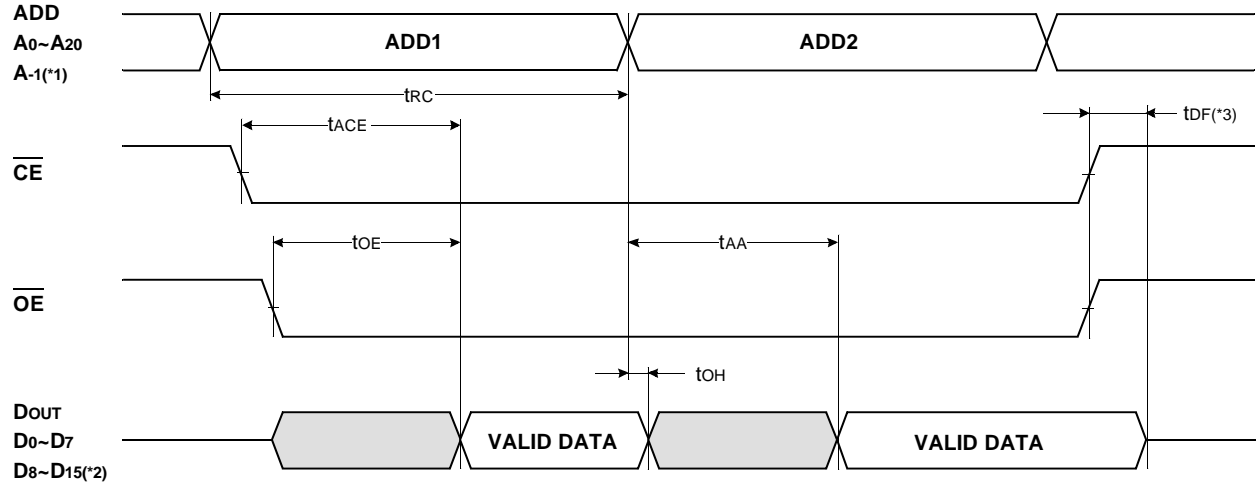 ADD
A0~A20
A-1(*1)
ADD1
ADD2
tRC
tACE
tDF(*3)
CE
tOE
tAA
OE
tOH
DOUT
D0~D7
D8~D15(*2)
VALID DATA
VALID DATA